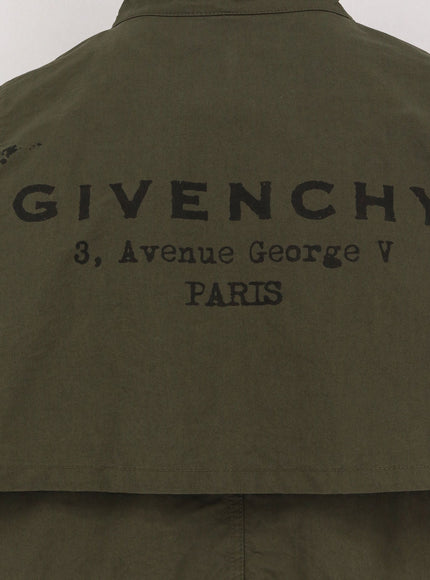 GIVENCHY
3, Avenue George V
PARIS